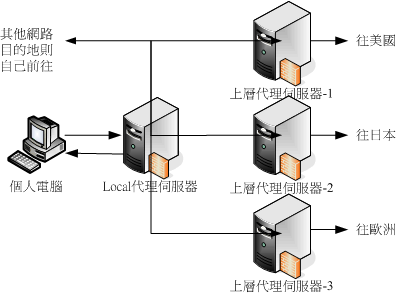 其他網路
目的地則
自己前往
往美國
上層代理伺服器-1
往日本
個人電腦
Local代理伺服器
上層代理伺服器-2
往歐洲
上層代理伺服器-3